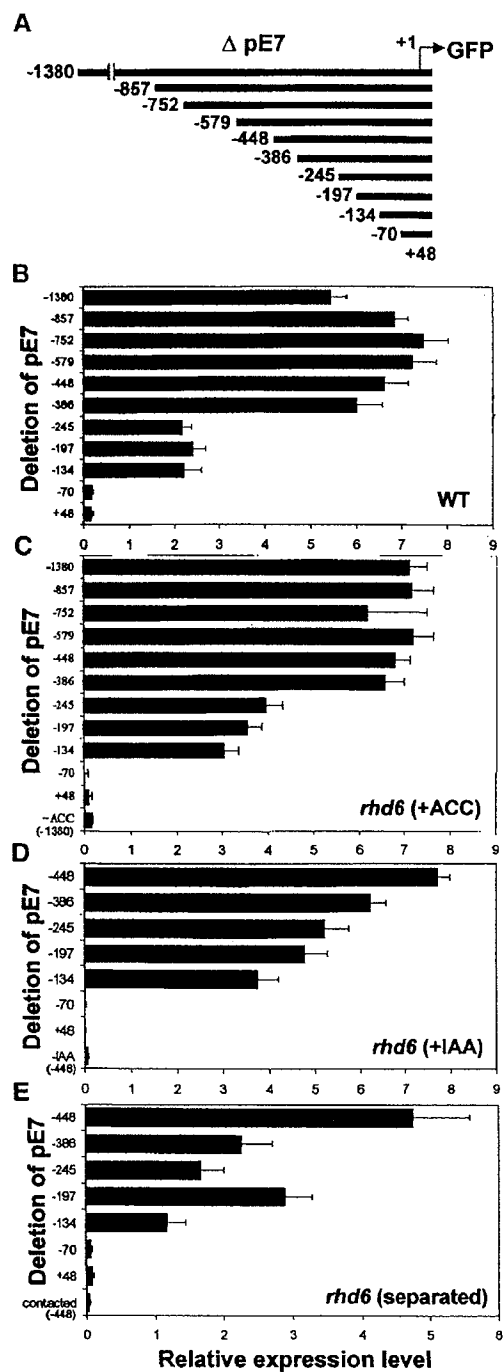 A
Δ pE7
+1
GFP
-1380
-857
-752
-579
-448
-386
-245
-197
-134
-70
+48
B
Deletion of pE7
-1380
-857
-752
-579
-448
-386
-245
-197
-134
-70
+48
WT
0 1 2 3 4 5 6 7 8 9
C
Deletion of pE7
-1380
-857
-752
-579
-448
-386
-245
-197
-134
-70
+48
-ACC
(-1380)
rhd6 (+ACC)
0 1 2 3 4 5 6 7 8 9
D
Deletion of pE7
-448
-386
-245
-197
-134
-70
+48
-IAA
(-448)
rhd6 (+IAA)
0 1 2 3 4 5 6 7 8 9
E
Deletion of pE7
-448
-386
-245
-197
-134
-70
+48
contacted
(-448)
rhd6 (separated)
0 1 2 3 4 5 6 8
Relative expression level